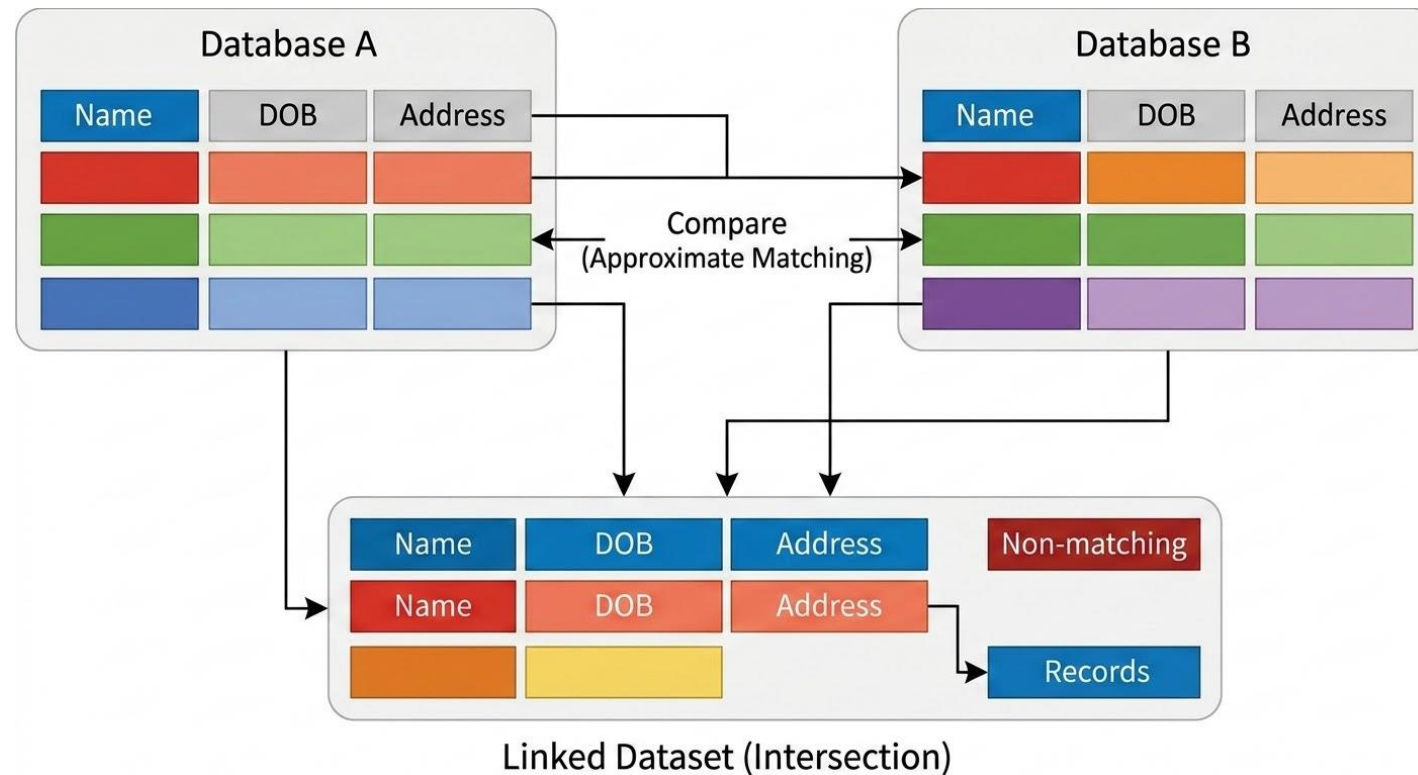 Database A
Name DOB Address
Database B
Name DOB Address
Compare
(Approximate Matching)
Name DOB Address
Non-matching
Name DOB Address
Records
Linked Dataset (Intersection)